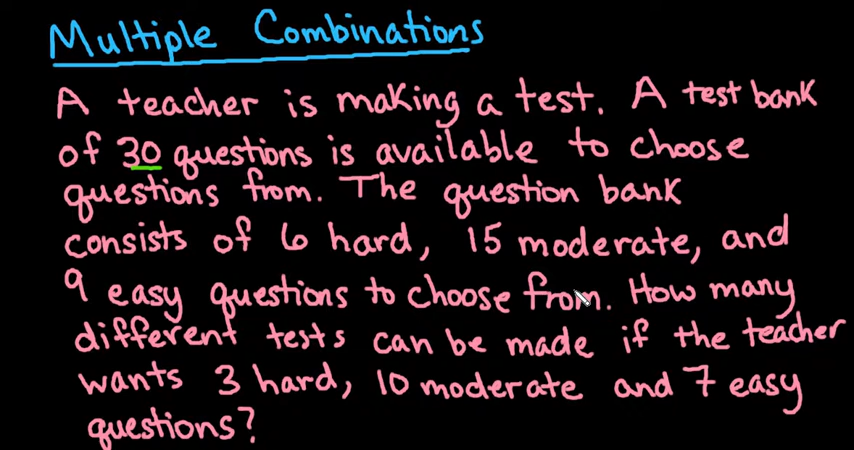 Multiple Combinations
A teacher is making a test. A test bank
of 30 questions is available to choose
questions from. The question bank
consists of 6 hard, 15 moderate, and
9 easy questions to choose from. How many
different tests can be made if the teacher
wants 3 hard, 10 moderate and 7 easy
questions?